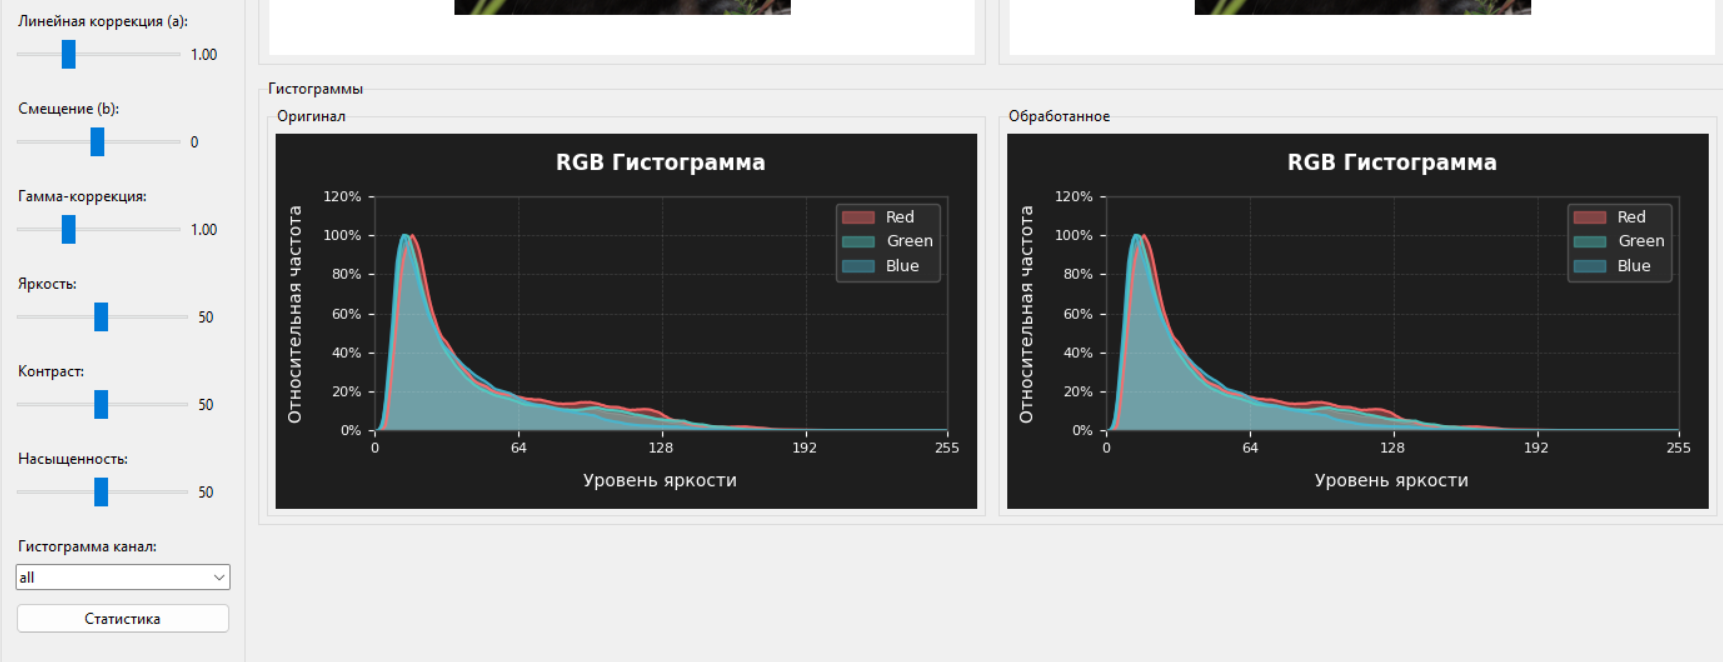 Линейная коррекция (a):
1.00
Смещение (b):
0
Гамма-коррекция:
1.00
Яркость:
50
Контраст:
50
Насыщенность:
50
Гистограмма канал:
all
Статистика
Гистограммы
Оригинал
RGB Гистограмма
Относительная частота
120%
100%
80%
60%
40%
20%
0%
0 64 128 192 255
Уровень яркости
Red
Green
Blue
Обработанное
RGB Гистограмма
Относительная частота
120%
100%
80%
60%
40%
20%
0%
0 64 128 192 255
Уровень яркости
Red
Green
Blue